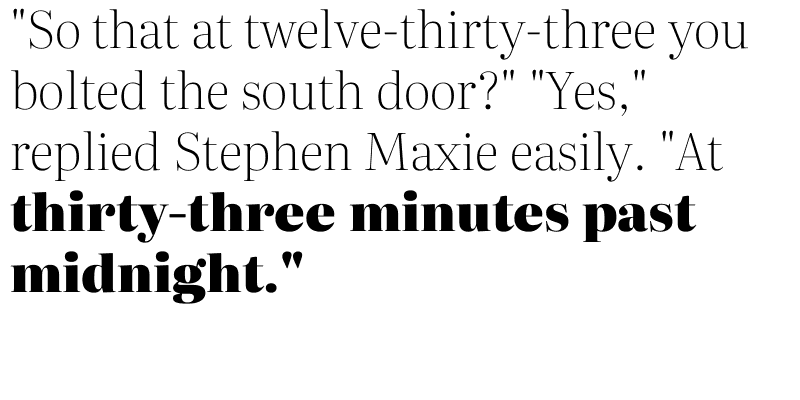 "So that at twelve-thirty-three you
bolted the south door?" "Yes,"
replied Stephen Maxie easily. "At
thirty-three minutes past
midnight."